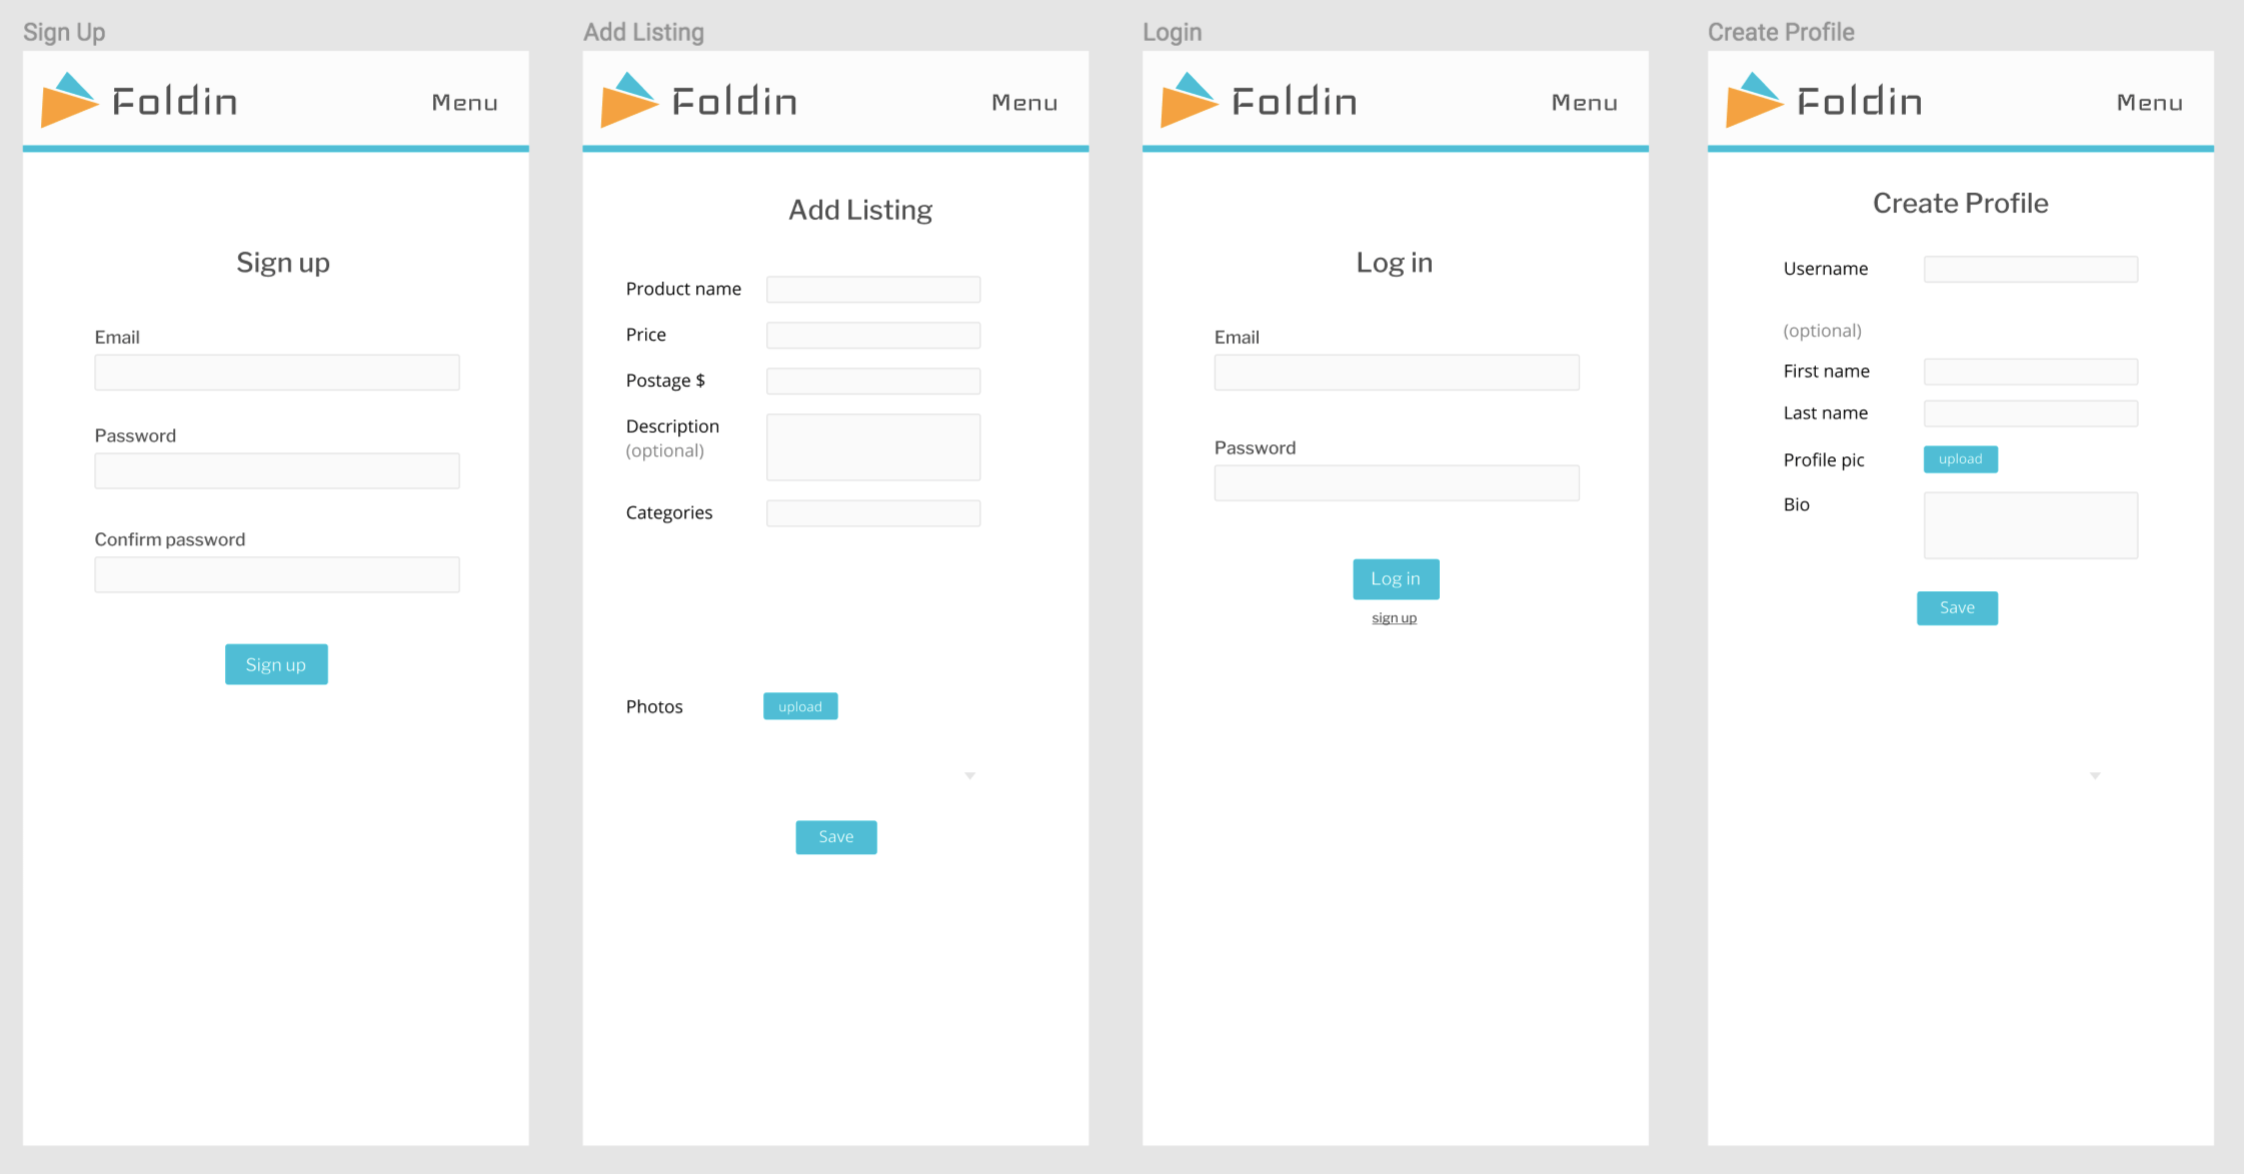 Sign Up
Foldin
Menu
Sign up
Email
Password
Confirm password
Sign up
Add Listing
Foldin
Menu
Add Listing
Product name
Price
Postage $
Description
(optional)
Categories
Photos
upload
Save
Login
Foldin
Menu
Log in
Email
Password
Log in
sign up
Create Profile
Foldin
Menu
Create Profile
Username
(optional)
First name
Last name
Profile pic
upload
Bio
Save